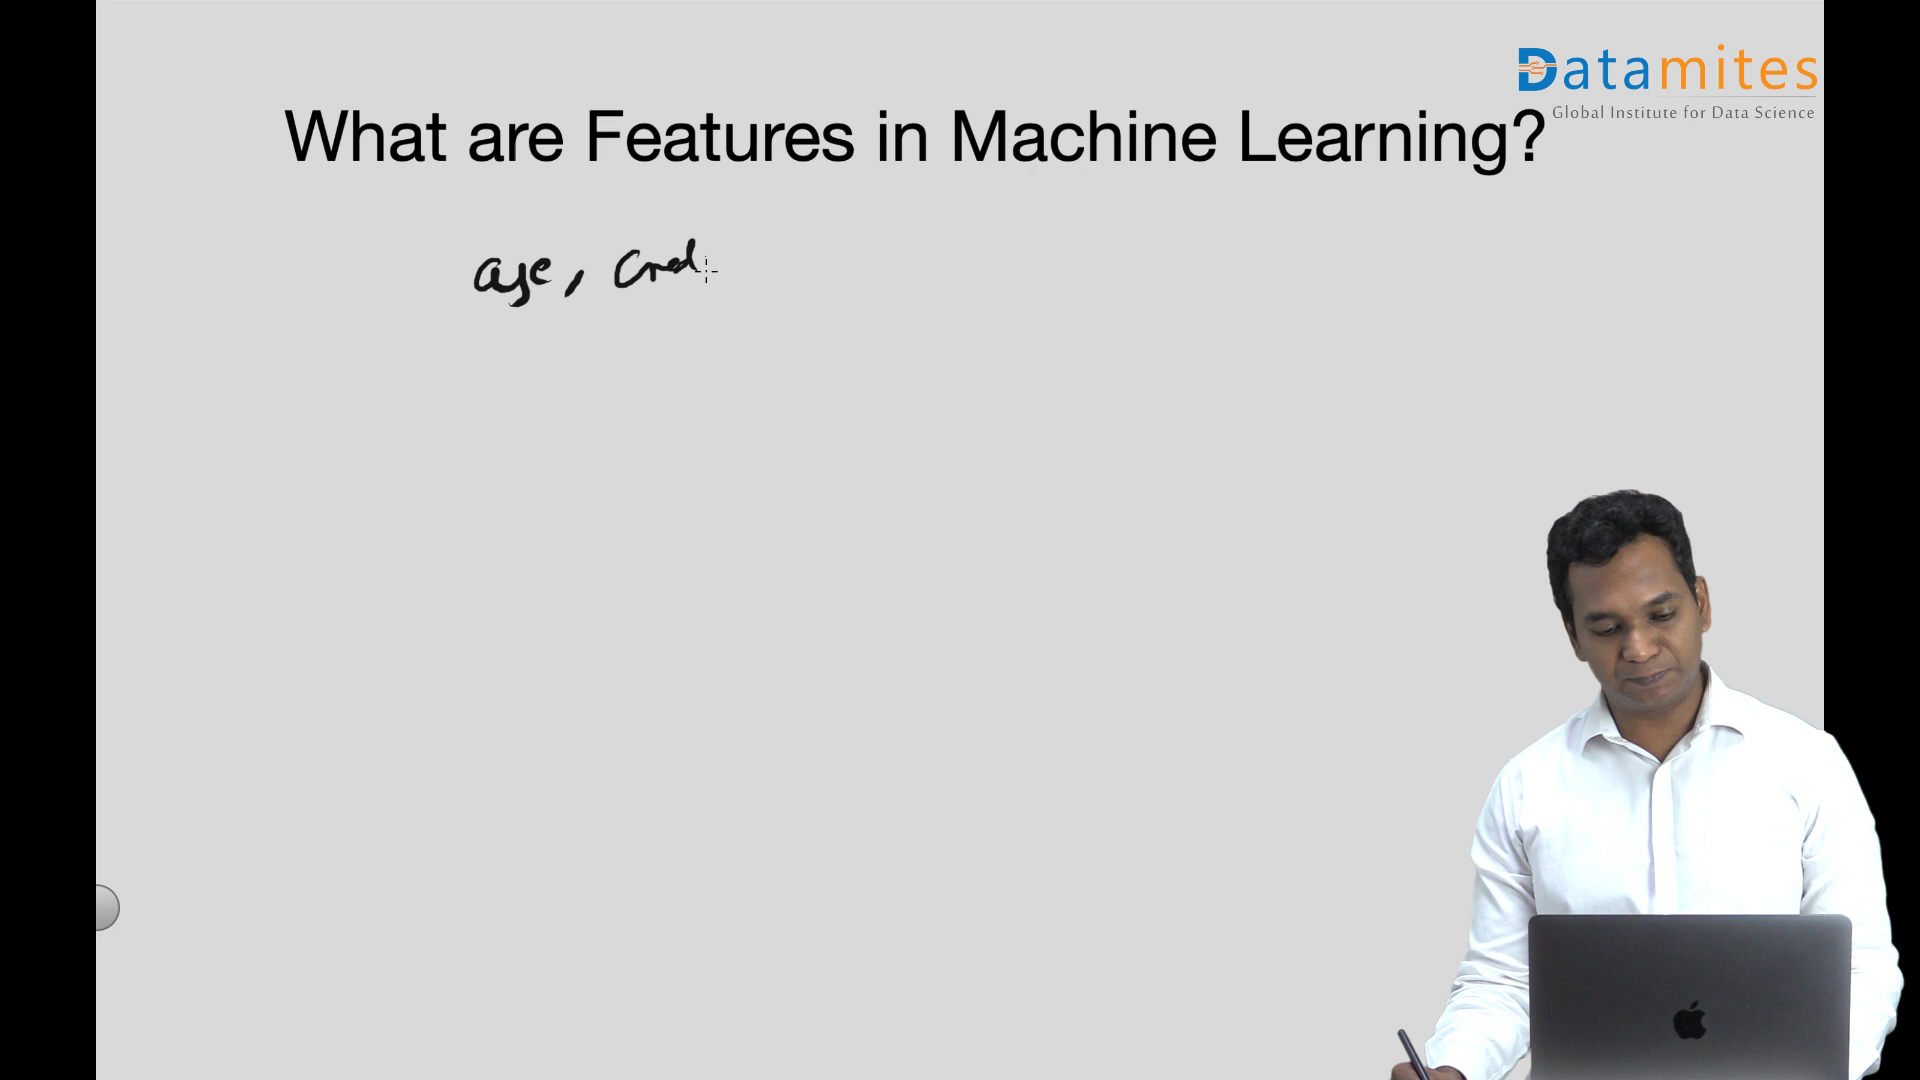 Datamites
Global Institute for Data Science
What are Features in Machine Learning?
age, cred